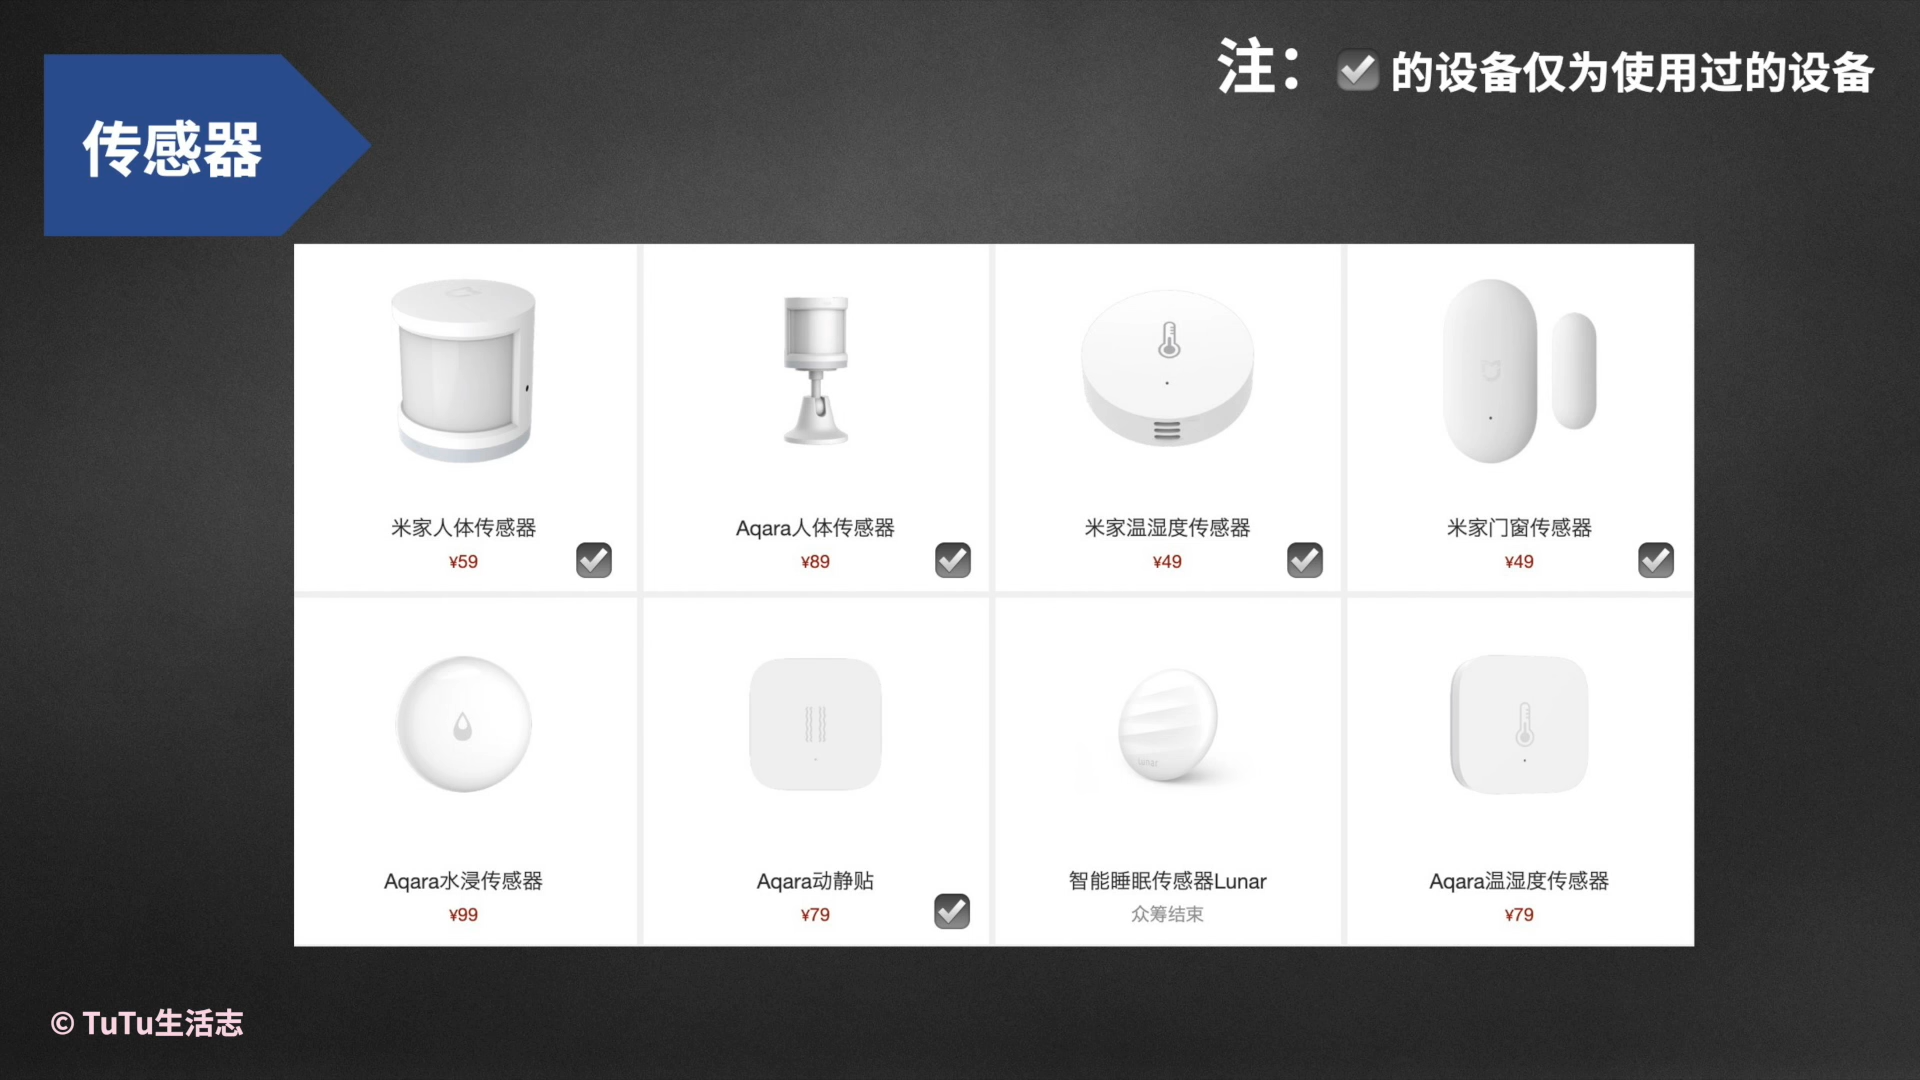 注：☑的设备仅为使用过的设备
传感器
米家人体传感器
¥59
Aqara人体传感器
¥89
米家温湿度传感器
¥49
米家门窗传感器
¥49
Aqara水浸传感器
¥99
Aqara动静贴
¥79
lunar
智能睡眠传感器Lunar
众筹结束
Aqara温湿度传感器
¥79
© TuTu生活志